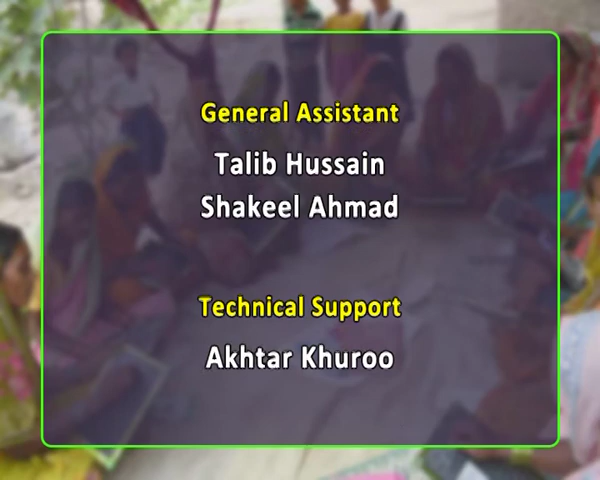 General Assistant
Talib Hussain
Shakeel Ahmad
Technical Support
Akhtar Khuroo